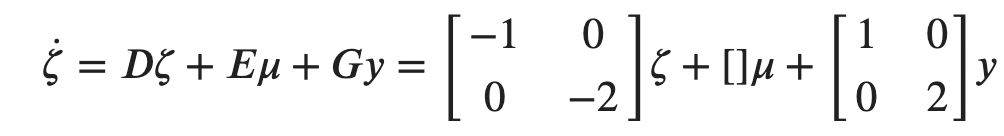 ζ̇ = Dζ + Eμ + Gy = [−1 0; 0 −2] ζ + [] μ + [1 0; 0 2] y